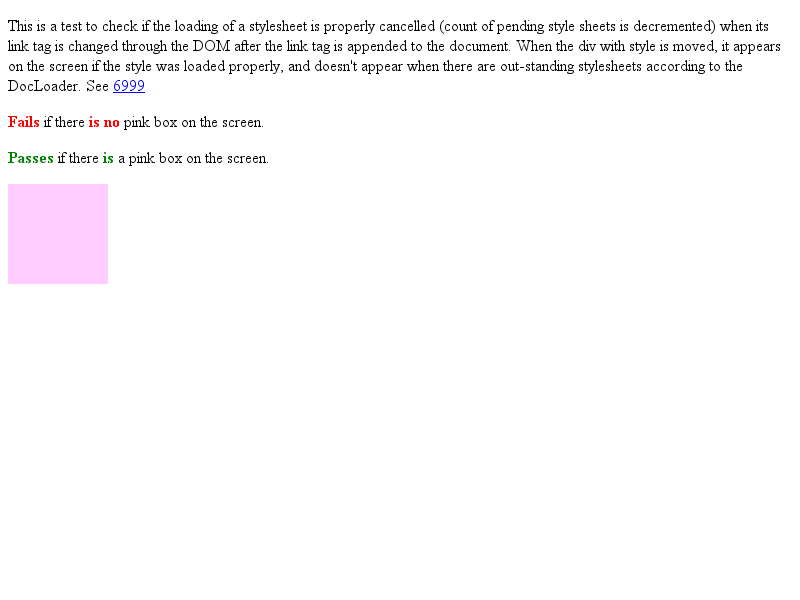 This is a test to check if the loading of a stylesheet is properly cancelled (count of pending style sheets is decremented) when its
link tag is changed through the DOM after the link tag is appended to the document. When the div with style is moved, it appears
on the screen if the style was loaded properly, and doesn't appear when there are out-standing stylesheets according to the
DocLoader. See 6999
Fails if there is no pink box on the screen.
Passes if there is a pink box on the screen.